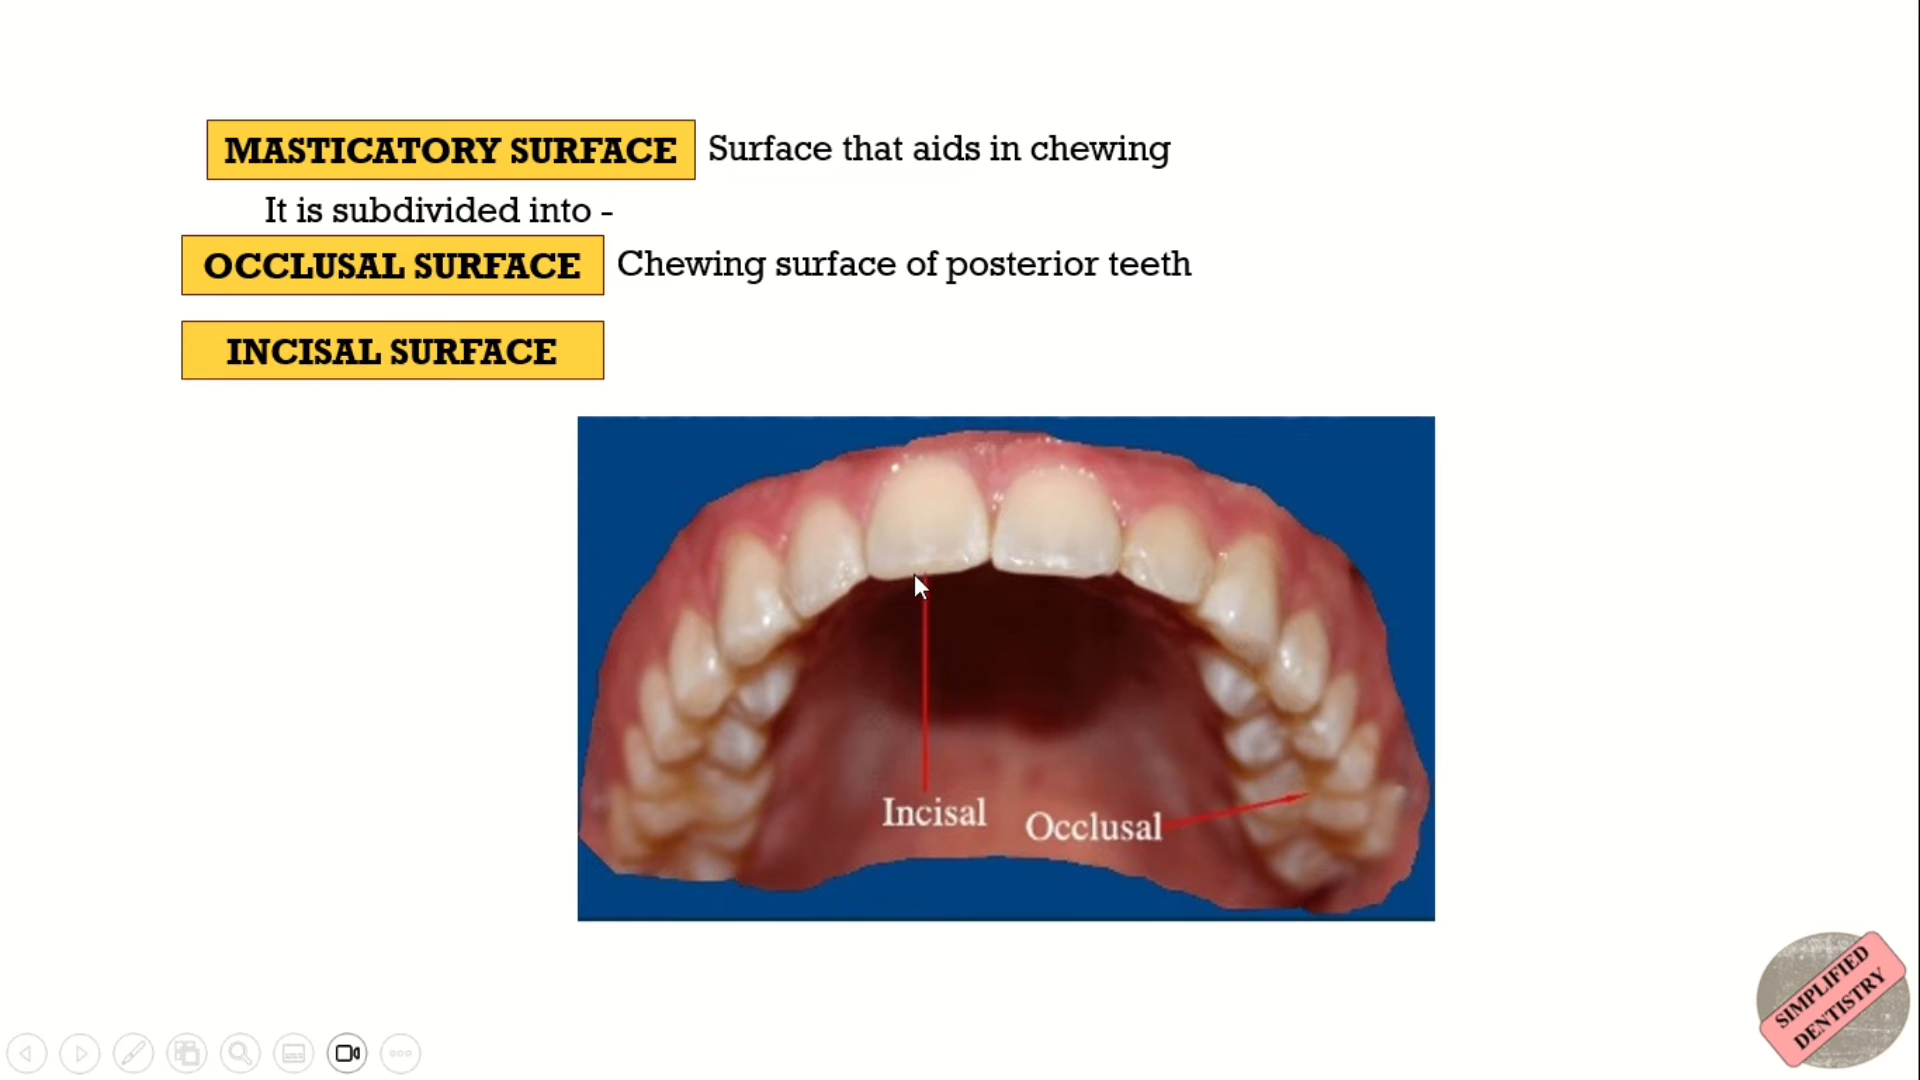 MASTICATORY SURFACE Surface that aids in chewing
It is subdivided into -
OCCLUSAL SURFACE Chewing surface of posterior teeth
INCISAL SURFACE
Incisal
Occlusal
SIMPLIFIED
DENTISTRY